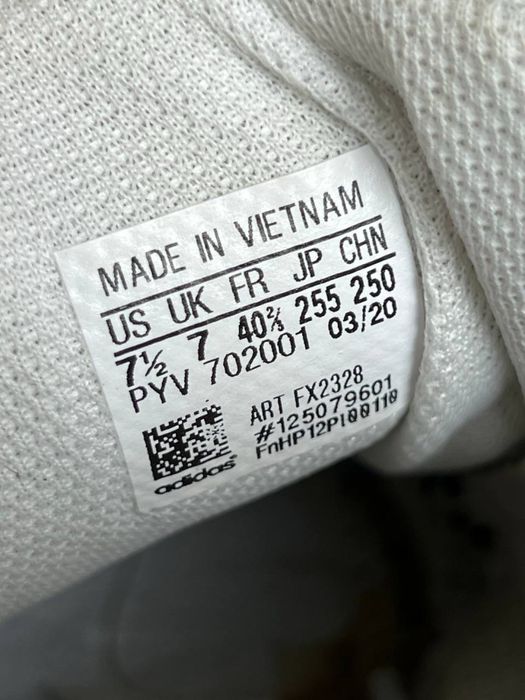 MADE IN VIETNAM
US UK FR JP CHN
7½ 7 40⅔ 255 250
PYV 702001 03/20
ART FX2328
#125079601
FnHP12Pl00110
adidas